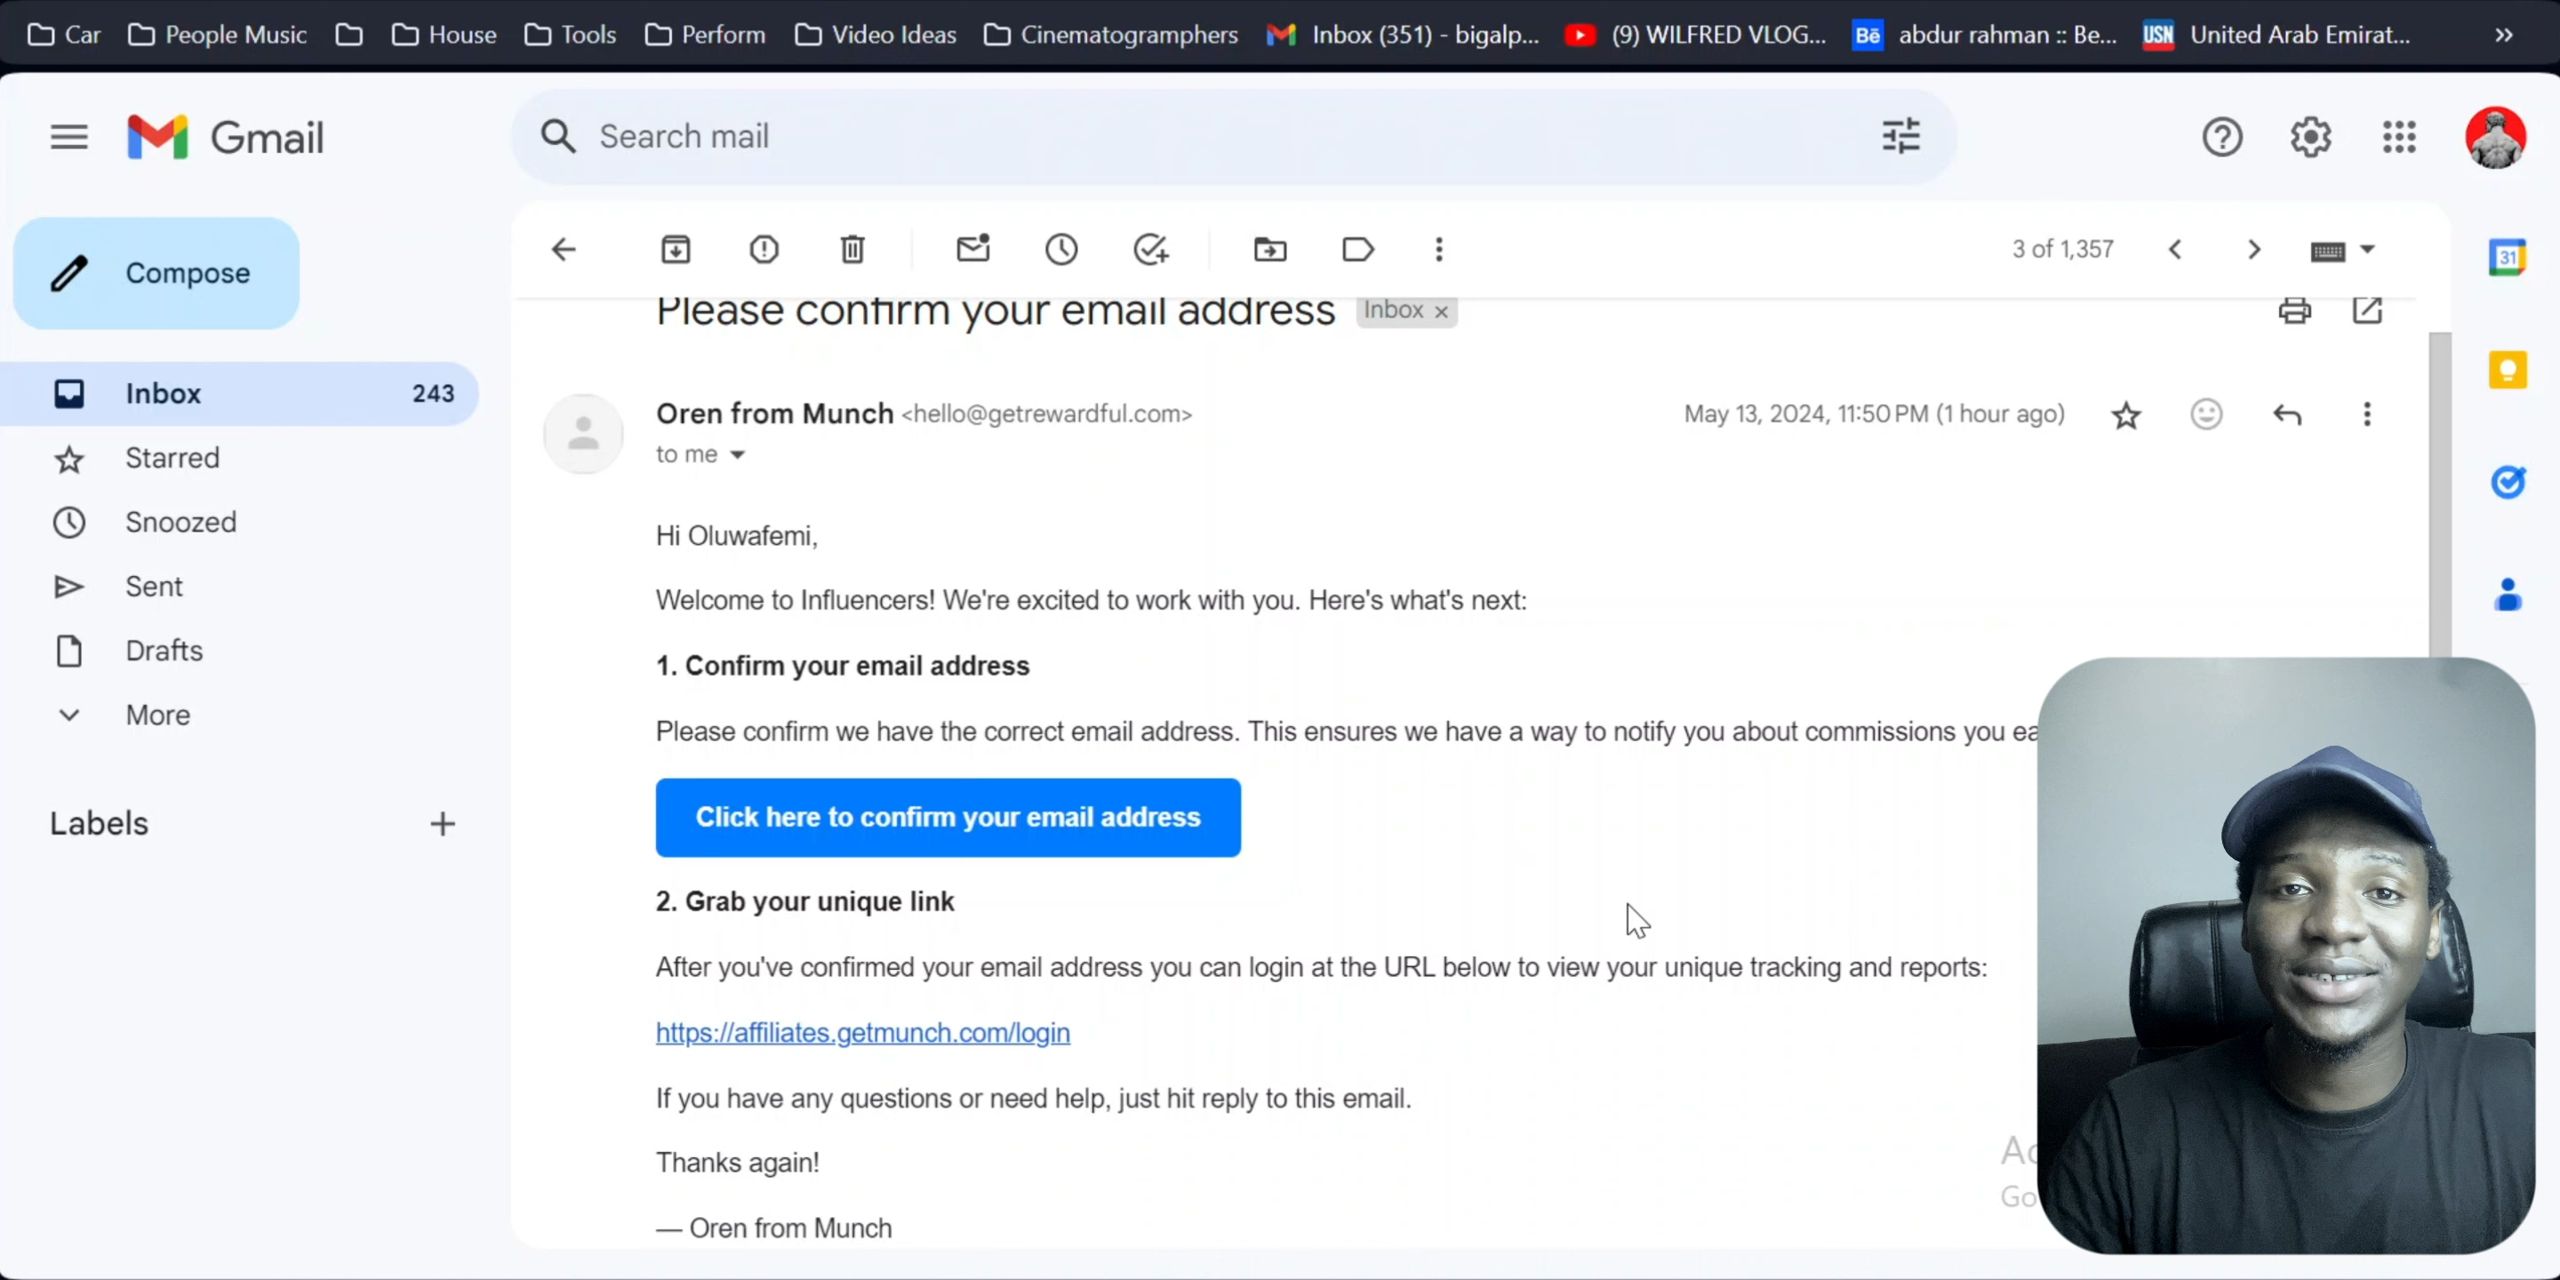 Car People Music House Tools Perform Video Ideas Cinematogramphers Inbox (351) - bigalp... (9) WILFRED VLOG... Bē abdur rahman :: Be... USN United Arab Emirat... »
Gmail
Search mail
Compose
3 of 1,357
31
Please confirm your email address Inbox ×
Inbox 243
Starred
Snoozed
Sent
Drafts
More
Labels
Oren from Munch <hello@getrewardful.com> May 13, 2024, 11:50 PM (1 hour ago)
to me
Hi Oluwafemi,
Welcome to Influencers! We're excited to work with you. Here's what's next:
1. Confirm your email address
Please confirm we have the correct email address. This ensures we have a way to notify you about commissions you ea
Click here to confirm your email address
2. Grab your unique link
After you've confirmed your email address you can login at the URL below to view your unique tracking and reports:
https://affiliates.getmunch.com/login
If you have any questions or need help, just hit reply to this email.
Thanks again!
— Oren from Munch